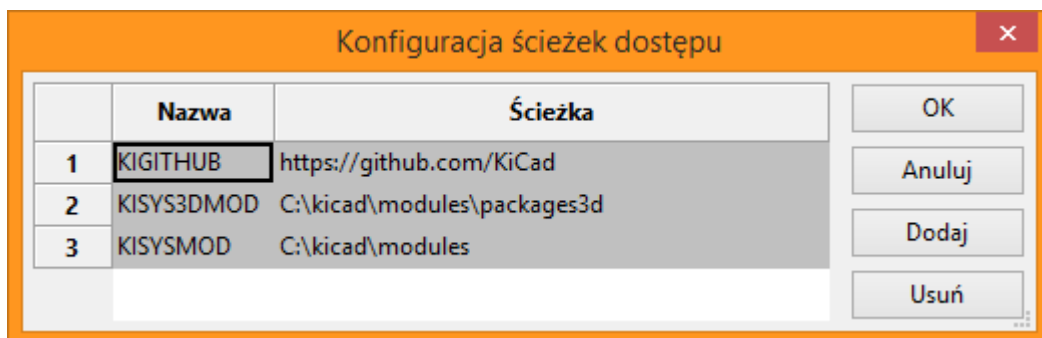 Konfiguracja ścieżek dostępu
Nazwa Ścieżka
1 KIGITHUB https://github.com/KiCad
2 KISYS3DMOD C:\kicad\modules\packages3d
3 KISYSMOD C:\kicad\modules
OK
Anuluj
Dodaj
Usuń